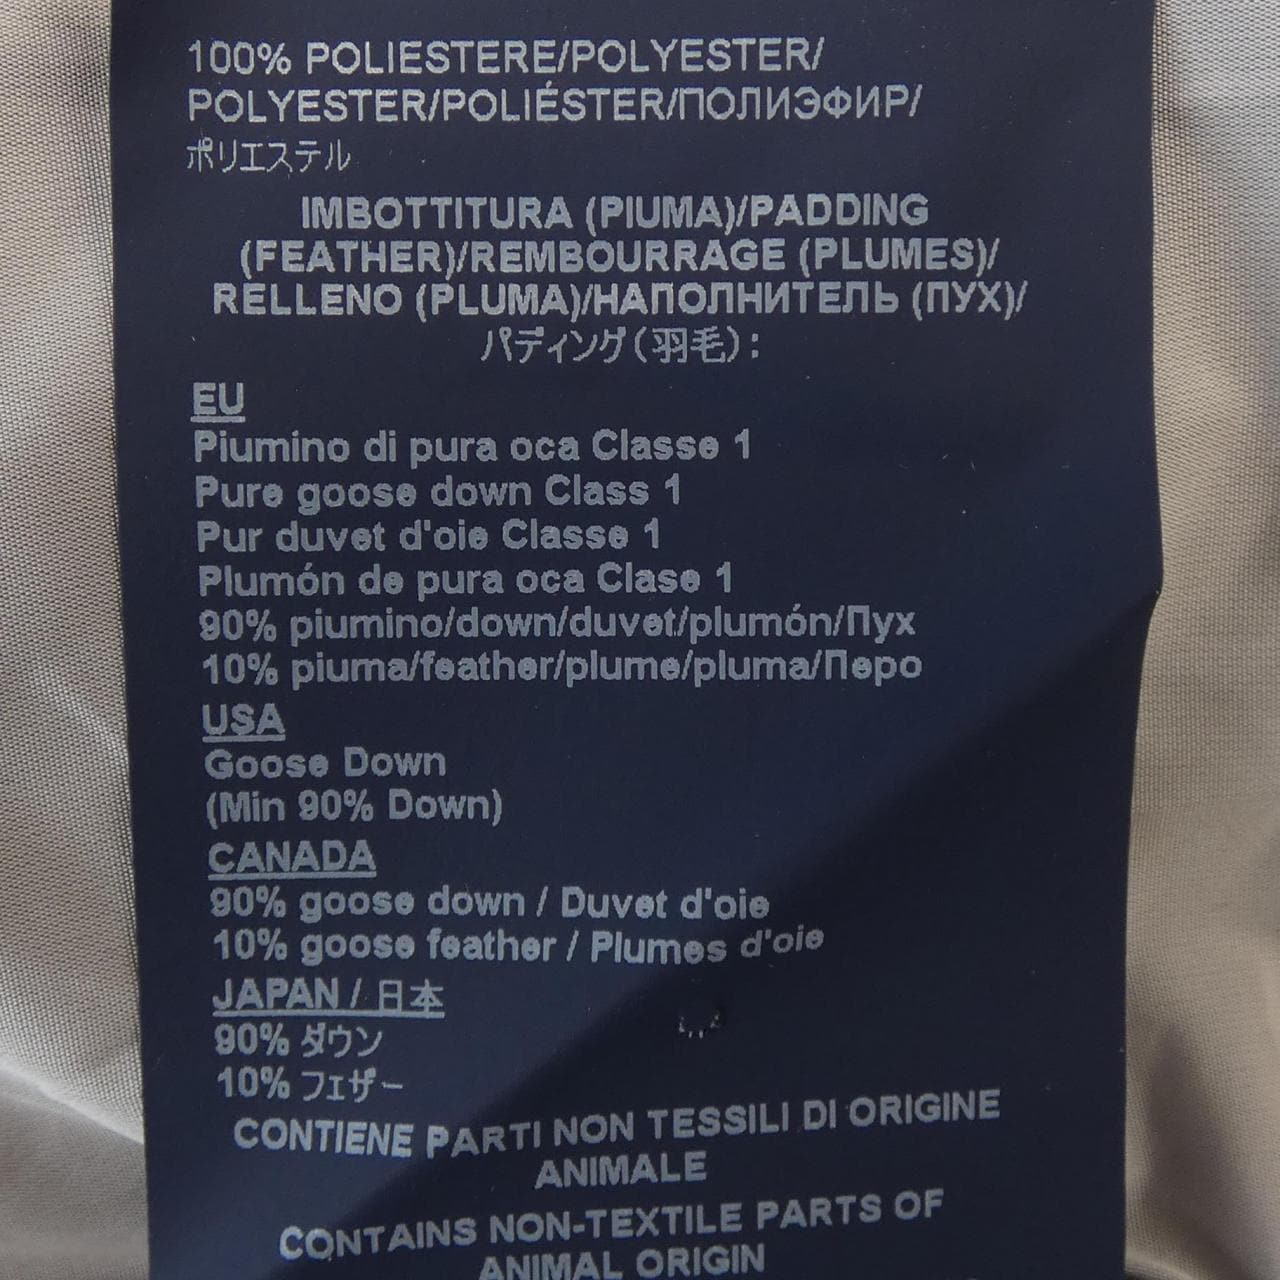 100% POLIESTERE/POLYESTER/
POLYESTER/POLIÉSTER/ПОЛИЭФИР/
ポリエステル
IMBOTTITURA (PIUMA)/PADDING
(FEATHER)/REMBOURRAGE (PLUMES)/
RELLENO (PLUMA)/НАПОЛНИТЕЛЬ (ПУХ)/
パディング(羽毛):
EU
Piumino di pura oca Classe 1
Pure goose down Class 1
Pur duvet d'oie Classe 1
Plumón de pura oca Clase 1
90% piumino/down/duvet/plumón/Пух
10% piuma/feather/plume/pluma/Перо
USA
Goose Down
(Min 90% Down)
CANADA
90% goose down / Duvet d'oie
10% goose feather / Plumes d'oie
JAPAN / 日本
90% ダウン
10% フェザー
CONTIENE PARTI NON TESSILI DI ORIGINE
ANIMALE
CONTAINS NON-TEXTILE PARTS OF
ANIMAL ORIGIN